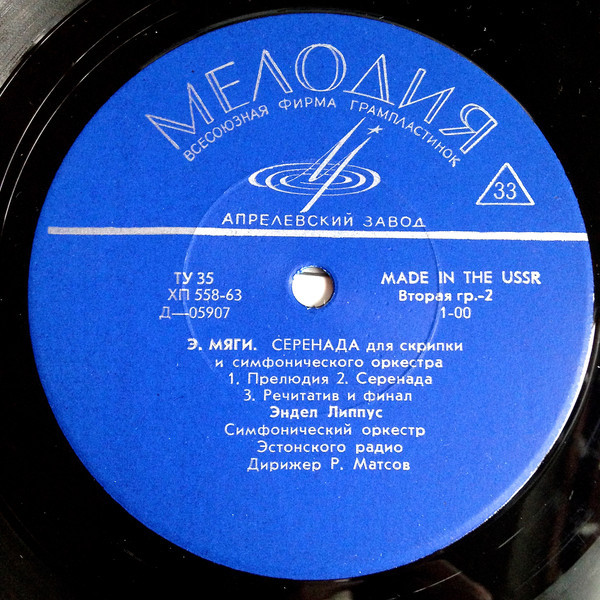 МЕЛОДИЯ
ВСЕСОЮЗНАЯ ФИРМА ГРАМПЛАСТИНОК
33
АПРЕЛЕВСКИЙ ЗАВОД
ТУ 35
ХП 558-63
Д—05907
MADE IN THE USSR
Вторая гр.-2
1-00
Э. МЯГИ. СЕРЕНАДА для скрипки
и симфонического оркестра
1. Прелюдия 2. Серенада
3. Речитатив и финал
Эндел Липпус
Симфонический оркестр
Эстонского радио
Дирижер Р. Матсов